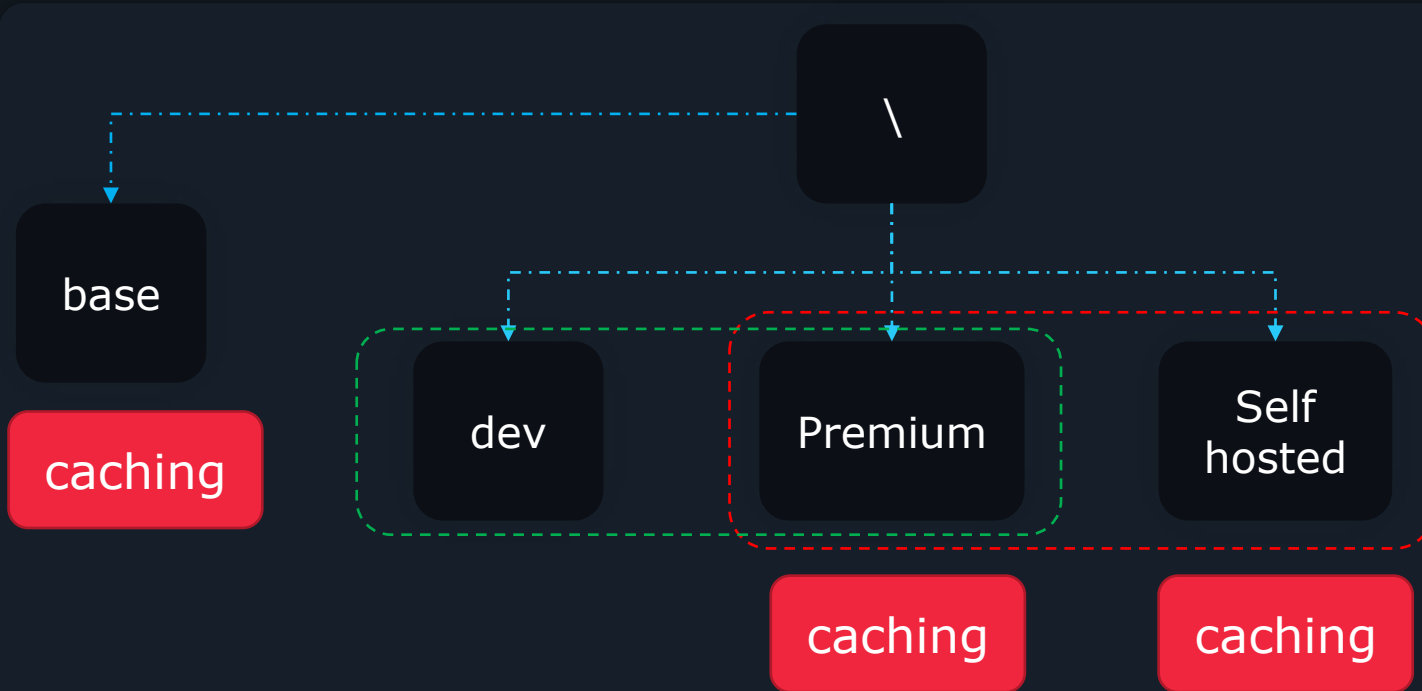 \
base
dev
Premium
Self
hosted
caching
caching
caching